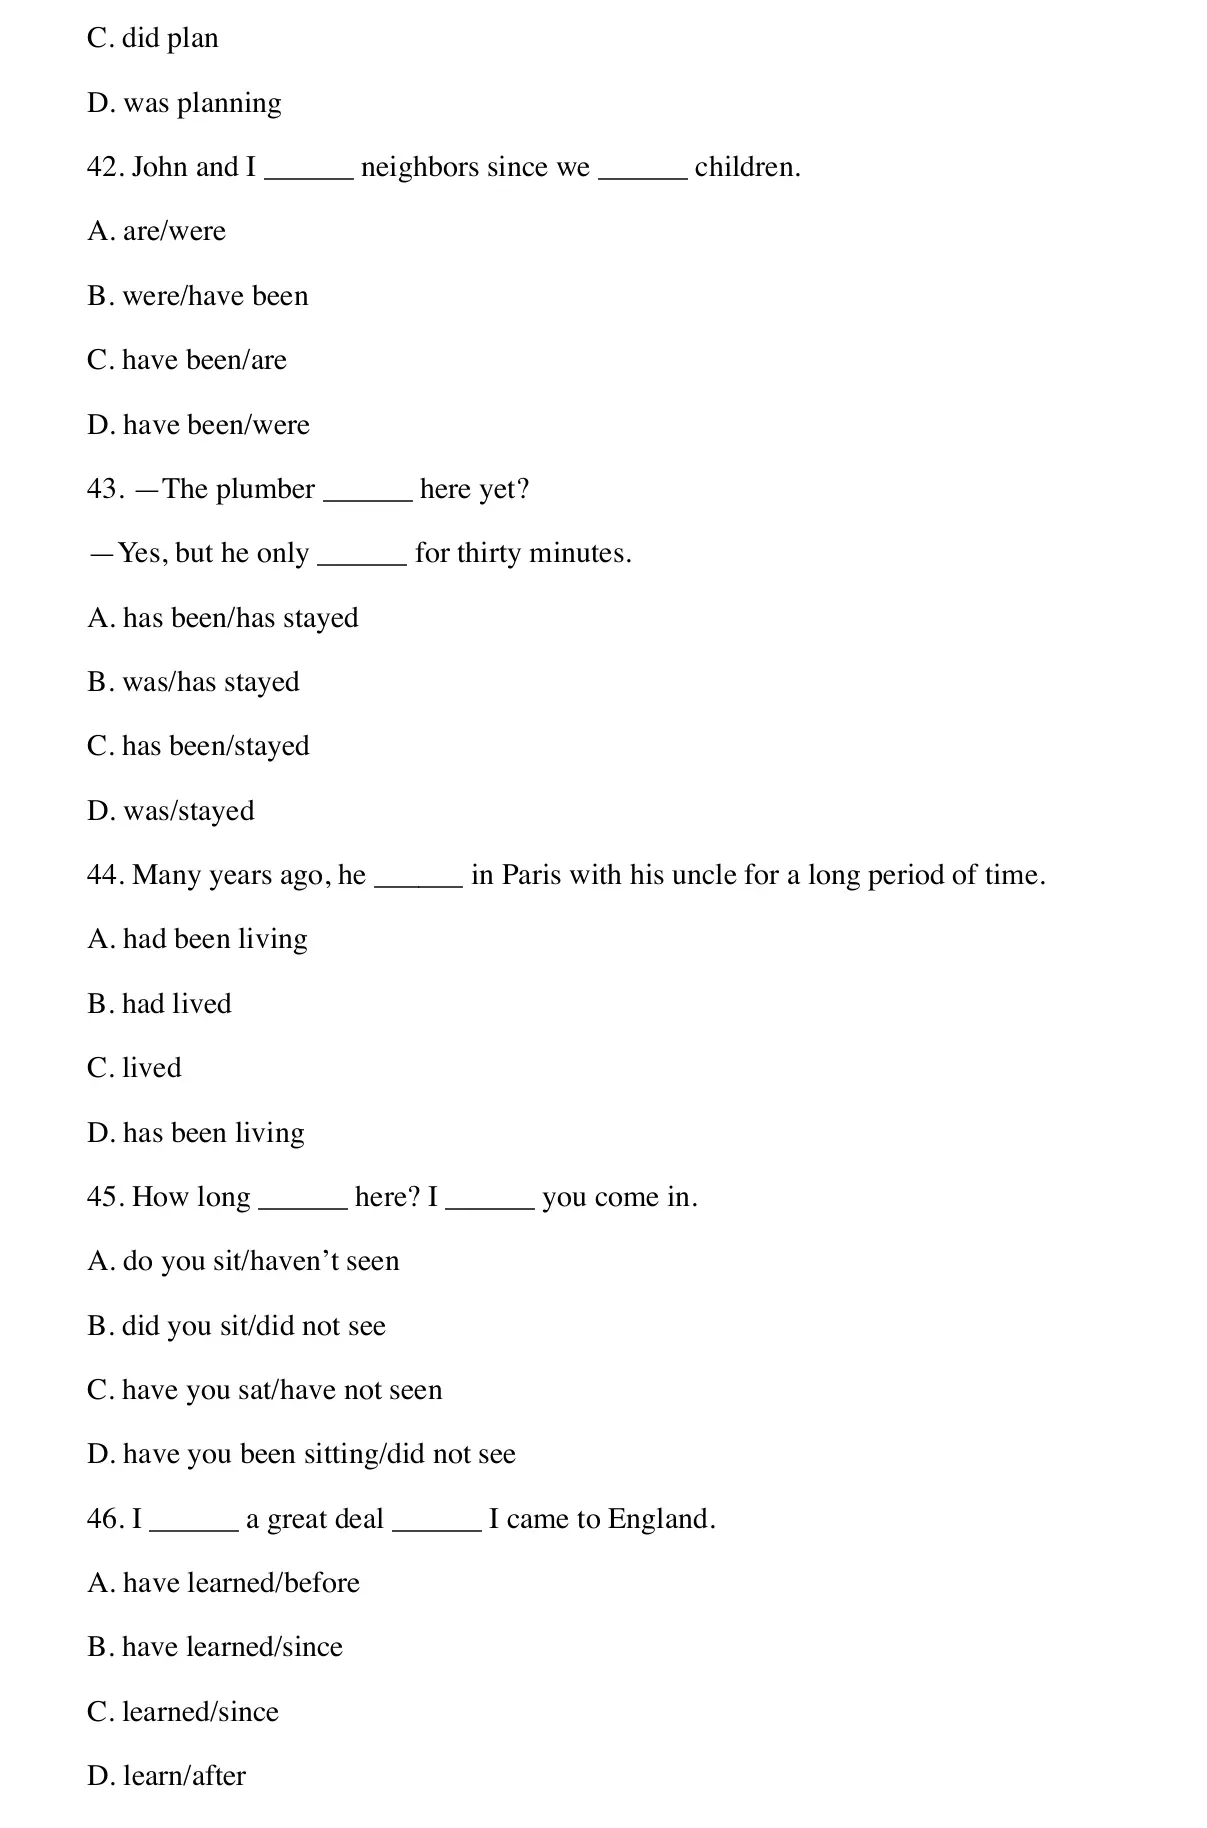 C. did plan
D. was planning
42. John and I ______ neighbors since we ______ children.
A. are/were
B. were/have been
C. have been/are
D. have been/were
43. —The plumber ______ here yet?
—Yes, but he only ______ for thirty minutes.
A. has been/has stayed
B. was/has stayed
C. has been/stayed
D. was/stayed
44. Many years ago, he ______ in Paris with his uncle for a long period of time.
A. had been living
B. had lived
C. lived
D. has been living
45. How long ______ here? I ______ you come in.
A. do you sit/haven’t seen
B. did you sit/did not see
C. have you sat/have not seen
D. have you been sitting/did not see
46. I ______ a great deal ______ I came to England.
A. have learned/before
B. have learned/since
C. learned/since
D. learn/after